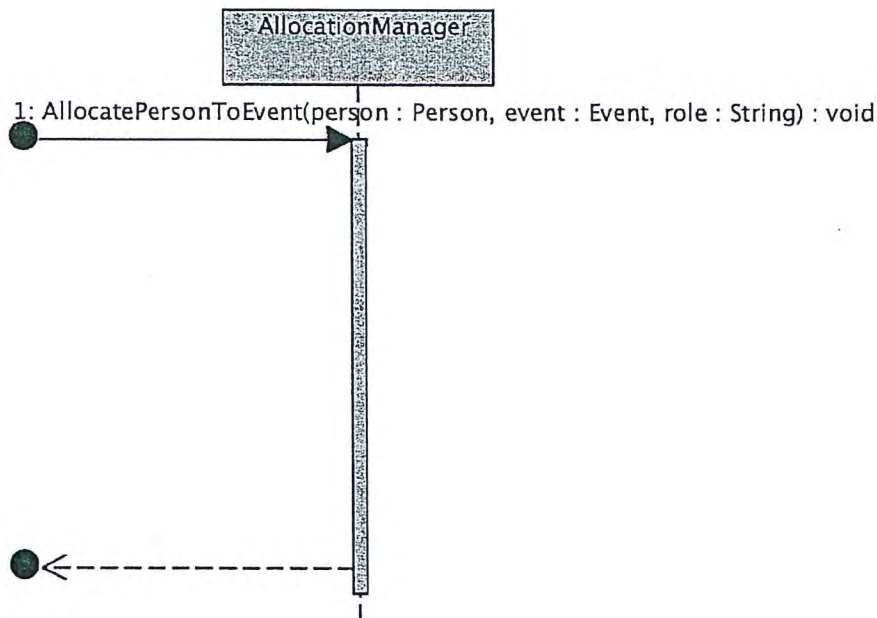 : AllocationManager
1: AllocatePersonToEvent(person : Person, event : Event, role : String) : void